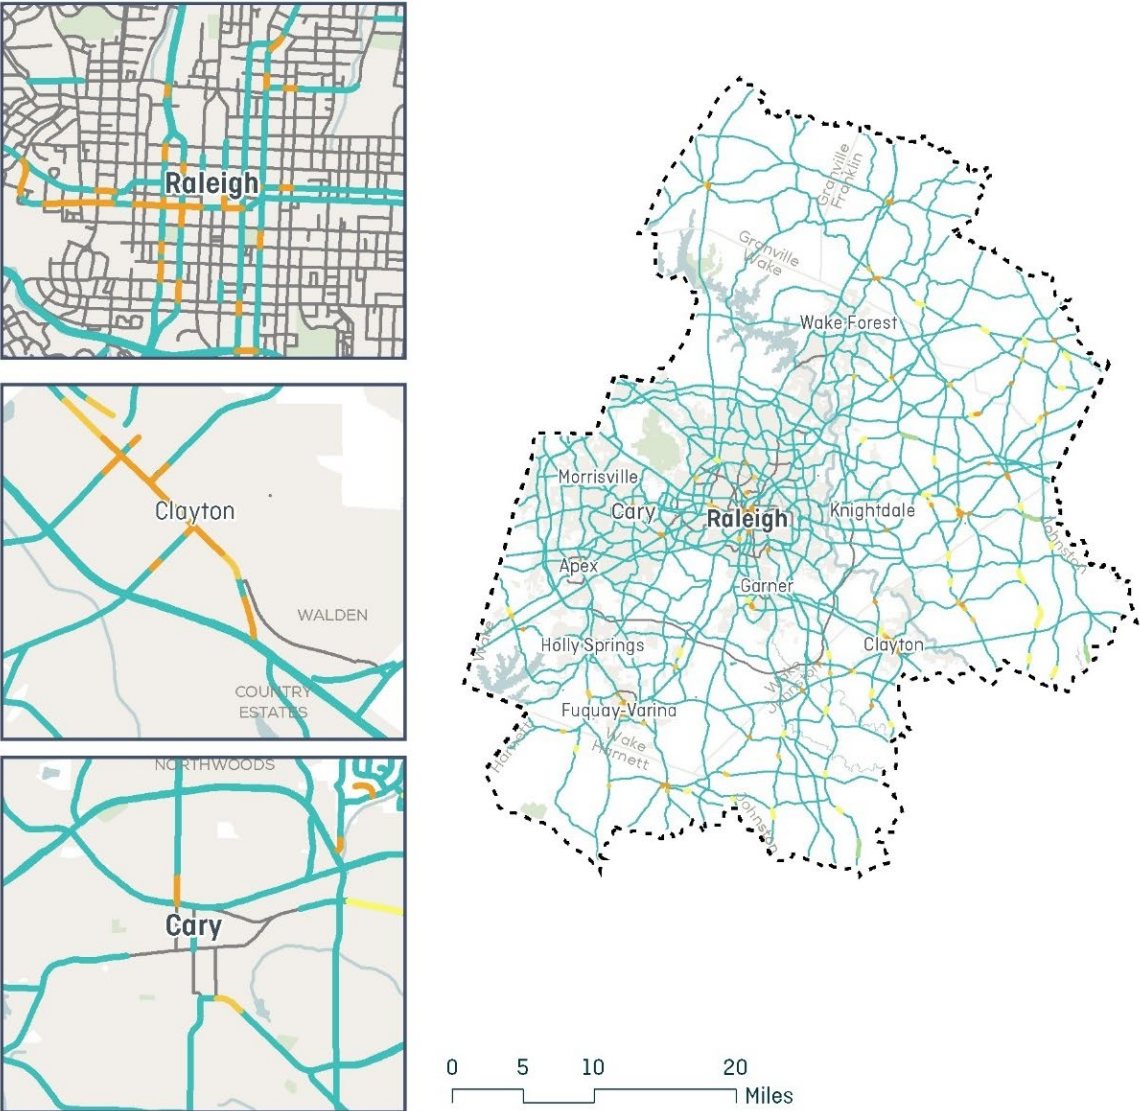 Raleigh
Clayton
WALDEN
COUNTRY
ESTATES
NORTHWOODS
Cary
Granville
Franklin
Granville
Wake
Wake Forest
Morrisville
Cary
Raleigh
Knightdale
Johnston
Apex
Garner
Wake
Holly Springs
Clayton
Wake
Johnston
Fuquay-Varina
Wake
Harnett
Harnett
Johnston
0 5 10 20
Miles